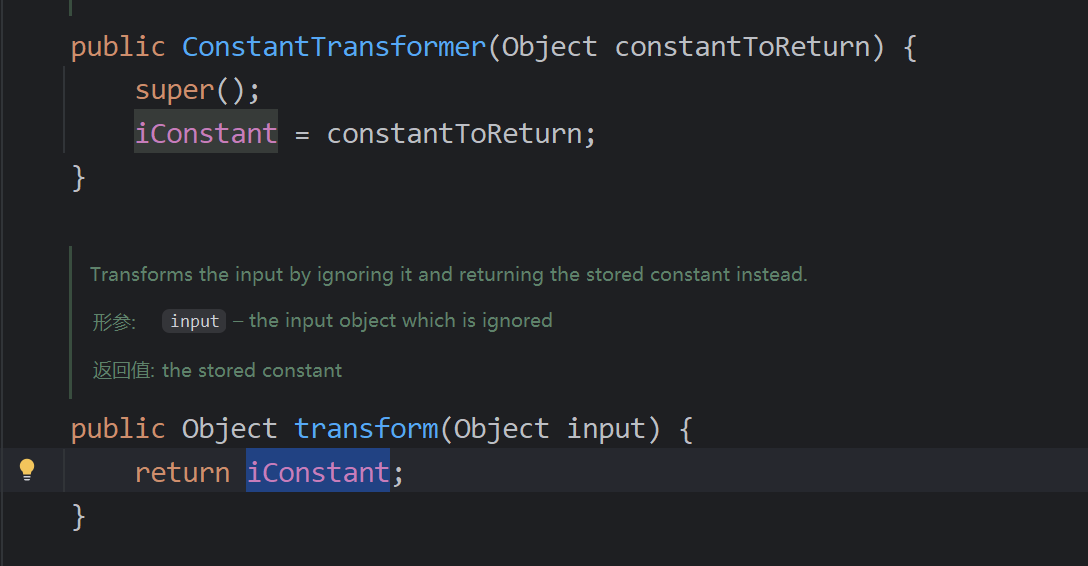 public ConstantTransformer(Object constantToReturn) {
super();
iConstant = constantToReturn;
}
Transforms the input by ignoring it and returning the stored constant instead.
形参: input – the input object which is ignored
返回值: the stored constant
public Object transform(Object input) {
return iConstant;
}